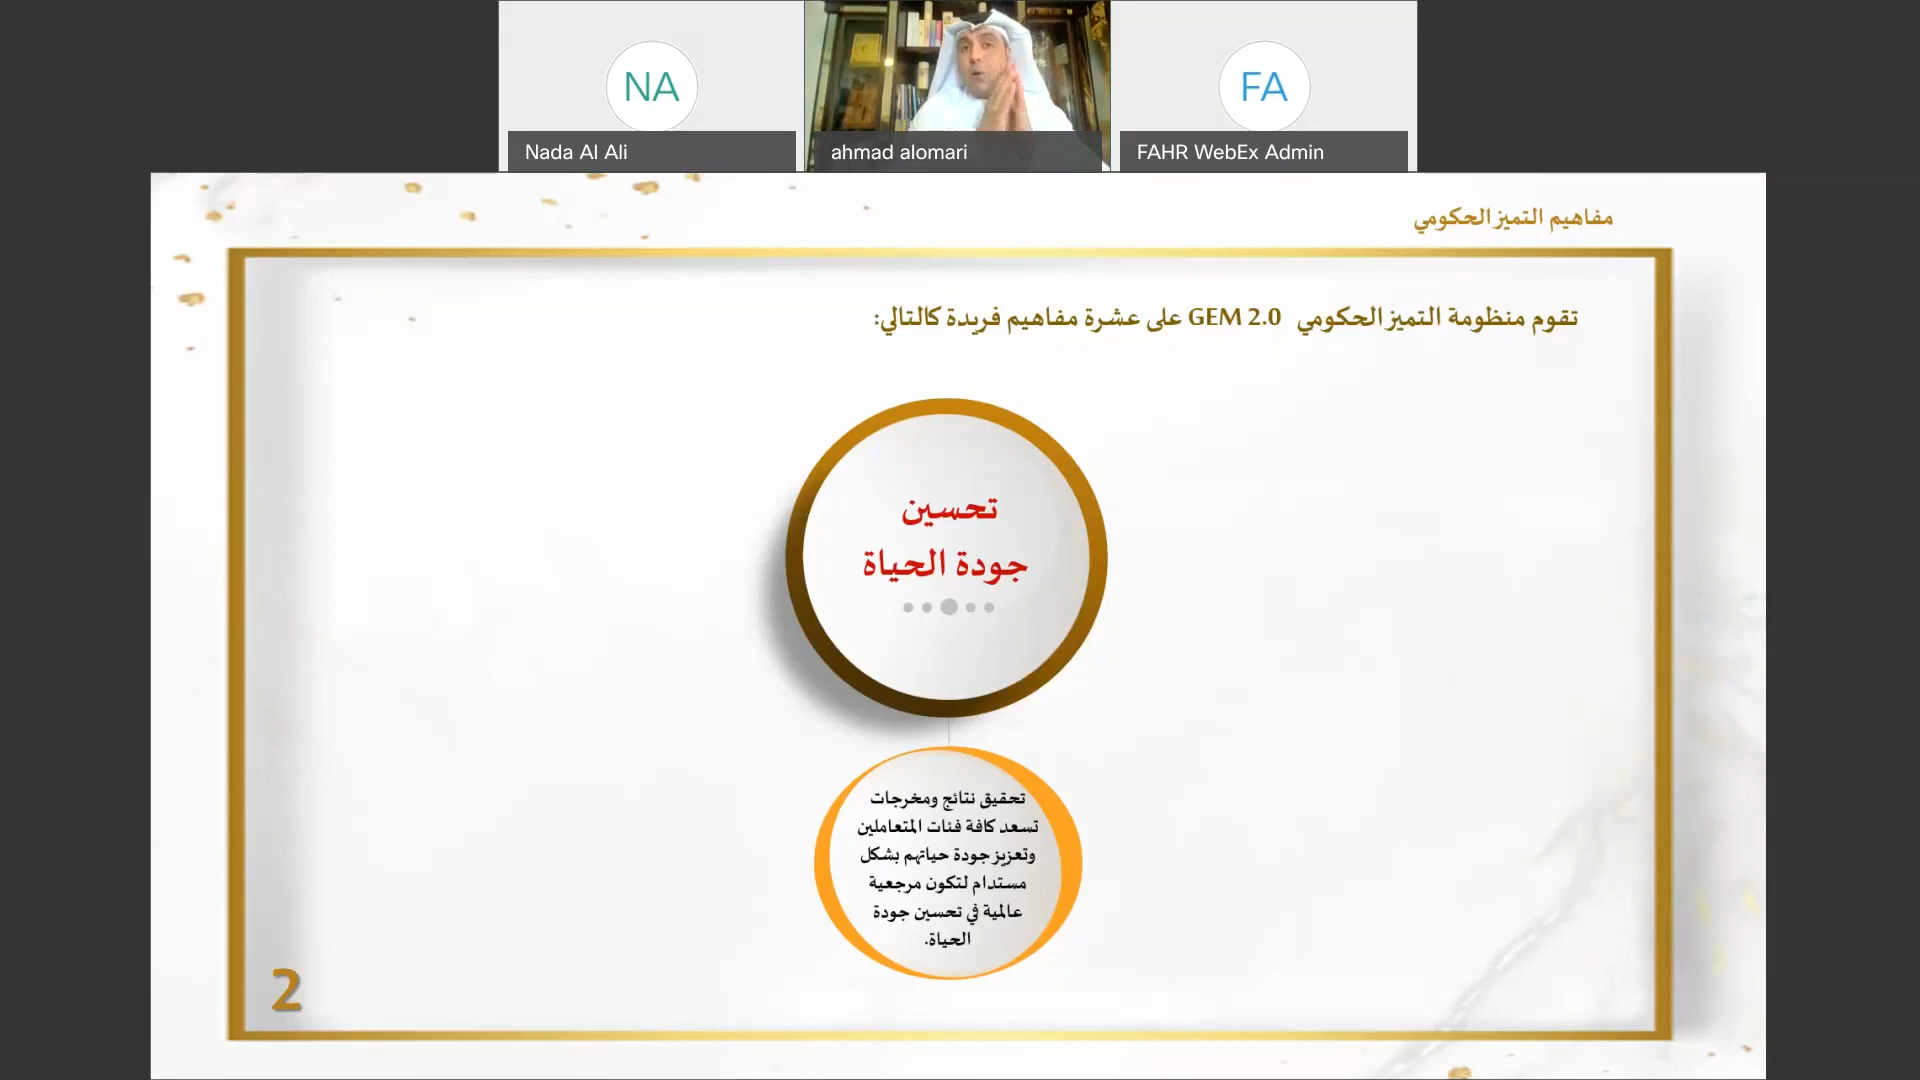 NA
FA
Nada Al Ali
ahmad alomari
FAHR WebEx Admin
مفاهيم التميز الحكومي
تقوم منظومة التميز الحكومي GEM 2.0 على عشرة مفاهيم فريدة كالتالي:
تحسين
جودة الحياة
تحقيق نتائج ومخرجات
تسعد كافة فئات المتعاملين
وتعزيز جودة حياتهم بشكل
مستدام لتكون مرجعية
عالمية في تحسين جودة
الحياة.
2